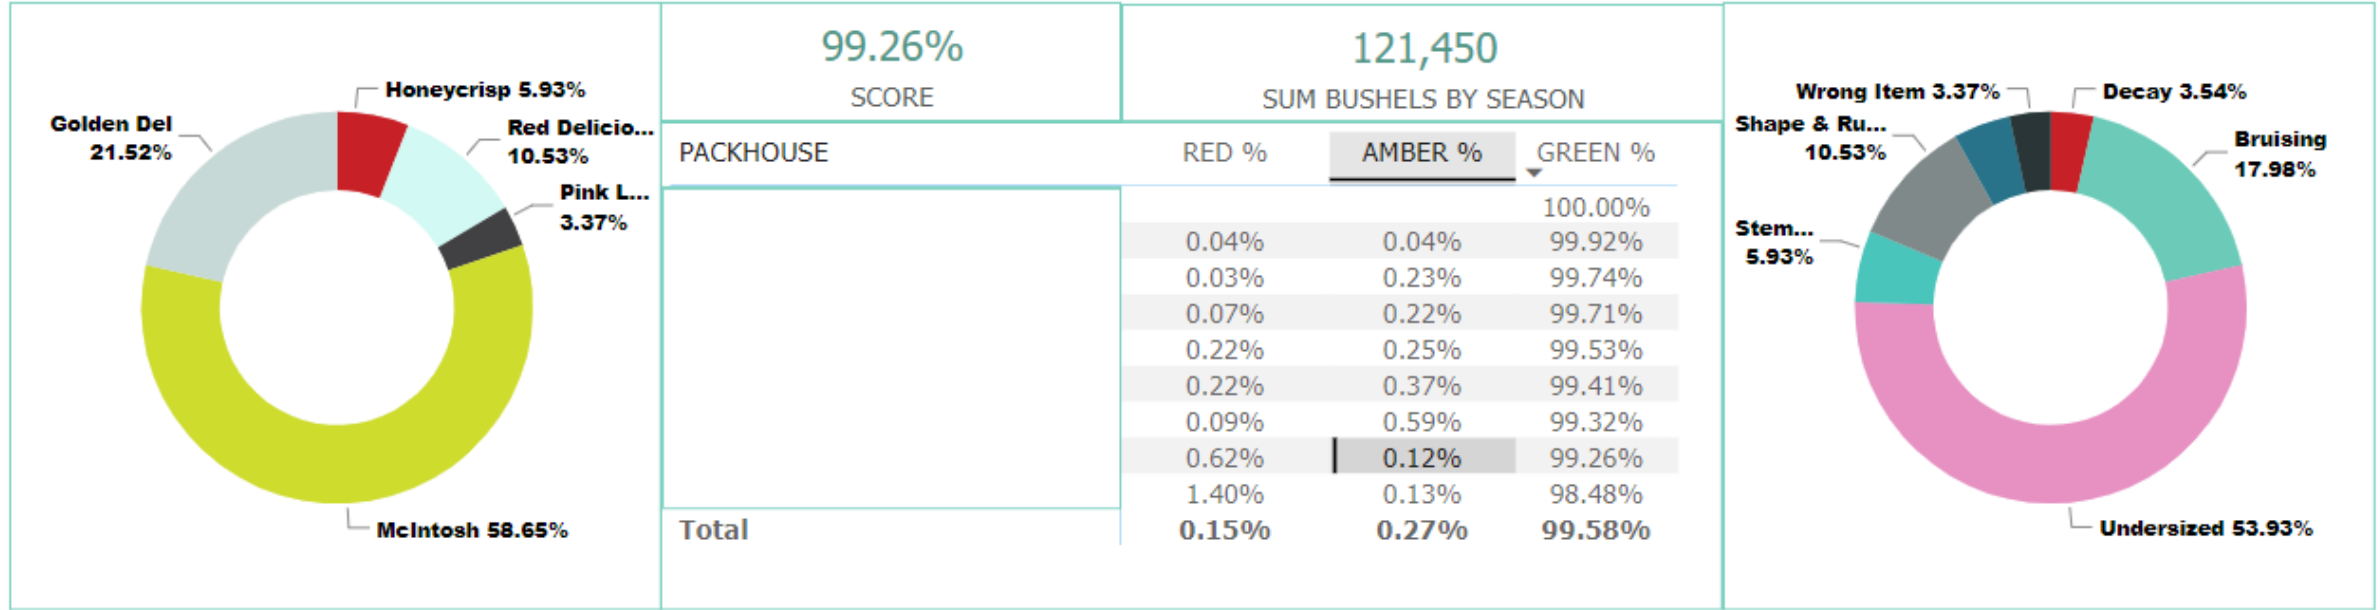 Honeycrisp 5.93%
Golden Del
21.52%
Red Delicio...
10.53%
Pink L...
3.37%
McIntosh 58.65%
99.26%
SCORE
121,450
SUM BUSHELS BY SEASON
PACKHOUSE RED % AMBER % GREEN %
100.00%
0.04% 0.04% 99.92%
0.03% 0.23% 99.74%
0.07% 0.22% 99.71%
0.22% 0.25% 99.53%
0.22% 0.37% 99.41%
0.09% 0.59% 99.32%
0.62% 0.12% 99.26%
1.40% 0.13% 98.48%
Total 0.15% 0.27% 99.58%
Wrong Item 3.37%
Decay 3.54%
Shape & Ru...
10.53%
Bruising
17.98%
Stem...
5.93%
Undersized 53.93%